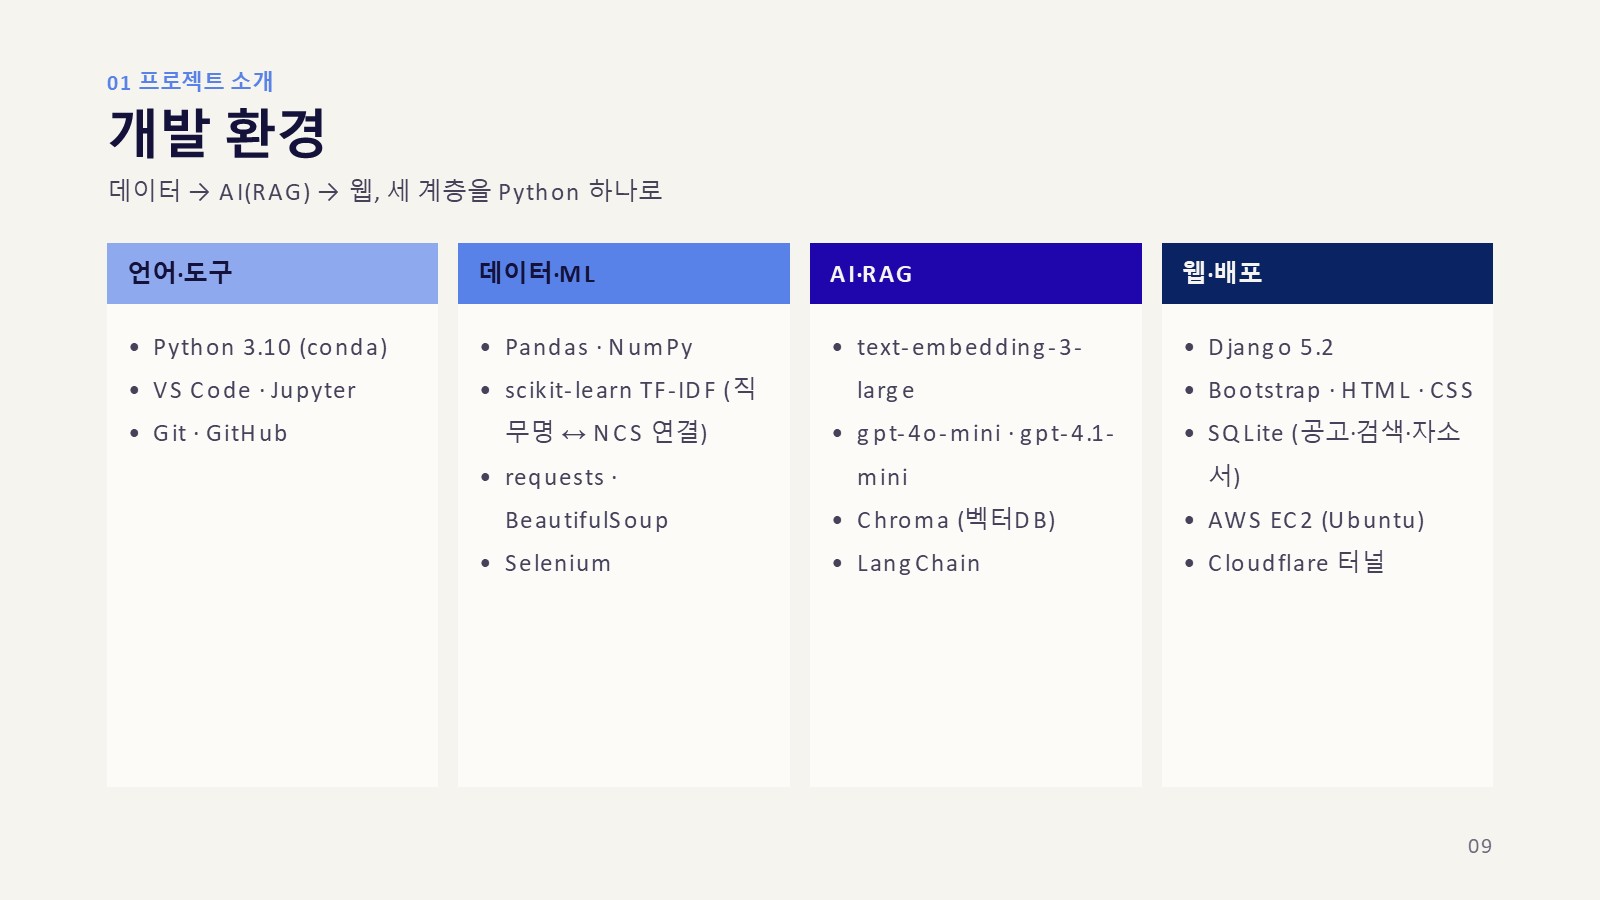 01 프로젝트 소개
개발 환경
데이터 → AI(RAG) → 웹, 세 계층을 Python 하나로
언어·도구
• Python 3.10 (conda)
• VS Code · Jupyter
• Git · GitHub
데이터·ML
• Pandas · NumPy
• scikit-learn TF-IDF (직
무명 ↔ NCS 연결)
• requests ·
BeautifulSoup
• Selenium
AI·RAG
• text-embedding-3-
large
• gpt-4o-mini · gpt-4.1-
mini
• Chroma (벡터DB)
• LangChain
웹·배포
• Django 5.2
• Bootstrap · HTML · CSS
• SQLite (공고·검색·자소
서)
• AWS EC2 (Ubuntu)
• Cloudflare 터널
09